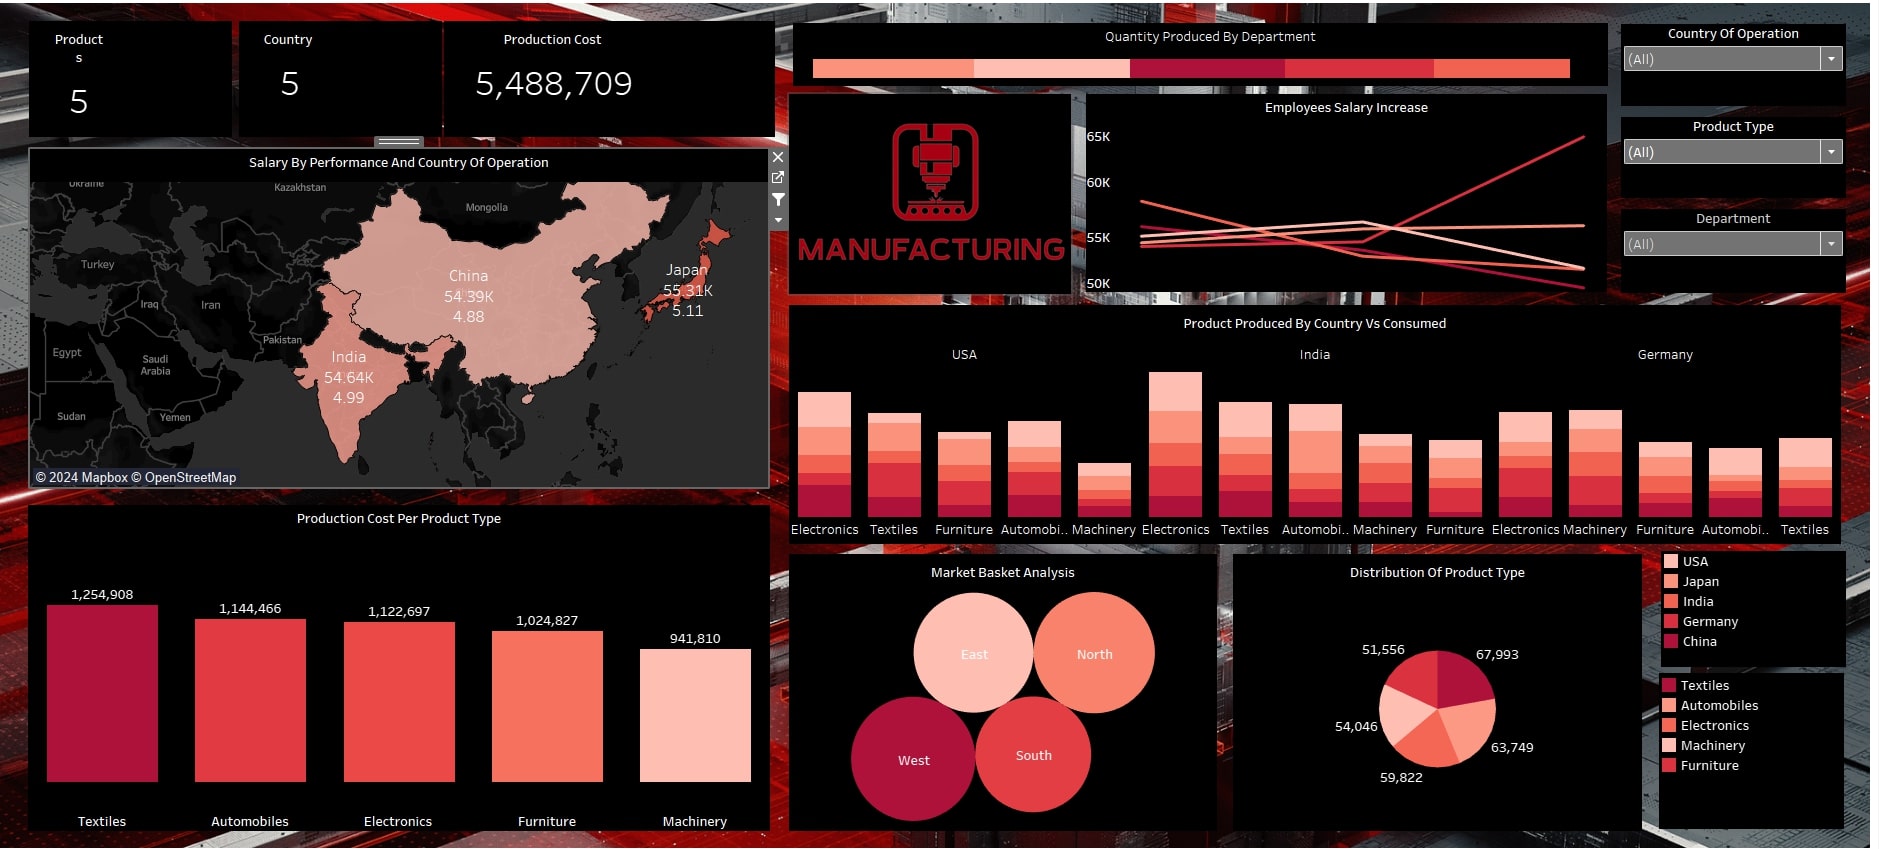 Product
s
5
Country
5
Production Cost
5,488,709
Quantity Produced By Department
Country Of Operation
(All)
Product Type
(All)
Department
(All)
Salary By Performance And Country Of Operation
Ukraine
Kazakhstan
Mongolia
Turkey
Iraq
Iran
Pakistan
Egypt
Saudi
Arabia
Sudan
Yemen
China
54.39K
4.88
Japan
55.31K
5.11
India
54.64K
4.99
© 2024 Mapbox © OpenStreetMap
MANUFACTURING
Employees Salary Increase
65K
60K
55K
50K
Product Produced By Country Vs Consumed
USA India Germany
Electronics Textiles Furniture Automobi.. Machinery Electronics Textiles Automobi.. Machinery Furniture Electronics Machinery Furniture Automobi.. Textiles
Production Cost Per Product Type
1,254,908
1,144,466
1,122,697
1,024,827
941,810
Textiles Automobiles Electronics Furniture Machinery
Market Basket Analysis
East
North
West
South
Distribution Of Product Type
51,556
67,993
54,046
63,749
59,822
USA
Japan
India
Germany
China
Textiles
Automobiles
Electronics
Machinery
Furniture